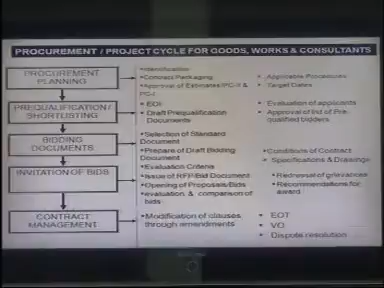 PROCUREMENT / PROJECT CYCLE FOR GOODS, WORKS & CONSULTANTS
PROCUREMENT
PLANNING
•Identification
•Contract Packaging
•Approval of Estimates/PC-II &
PC-I
• Applicable Procedures
• Target Dates
PREQUALIFICATION /
SHORTLISTING
• EOI
• Draft Prequalification
Documents
• Evaluation of applicants
• Approval of list of Pre-
qualified bidders
BIDDING
DOCUMENTS
•Selection of Standard
Document
•Prepare of Draft Bidding
Document
•Evaluation Criteria
•Conditions of Contract
• Specifications & Drawings
INVITATION OF BIDS
•Issue of RFP/Bid Document
•Opening of Proposals/Bids
•evaluation & comparison of
bids
•Redressal of grievances
•Recommendations for
award
CONTRACT
MANAGEMENT
•Modification of clauses
through amendments
• EOT
• VO
• Dispute resolution